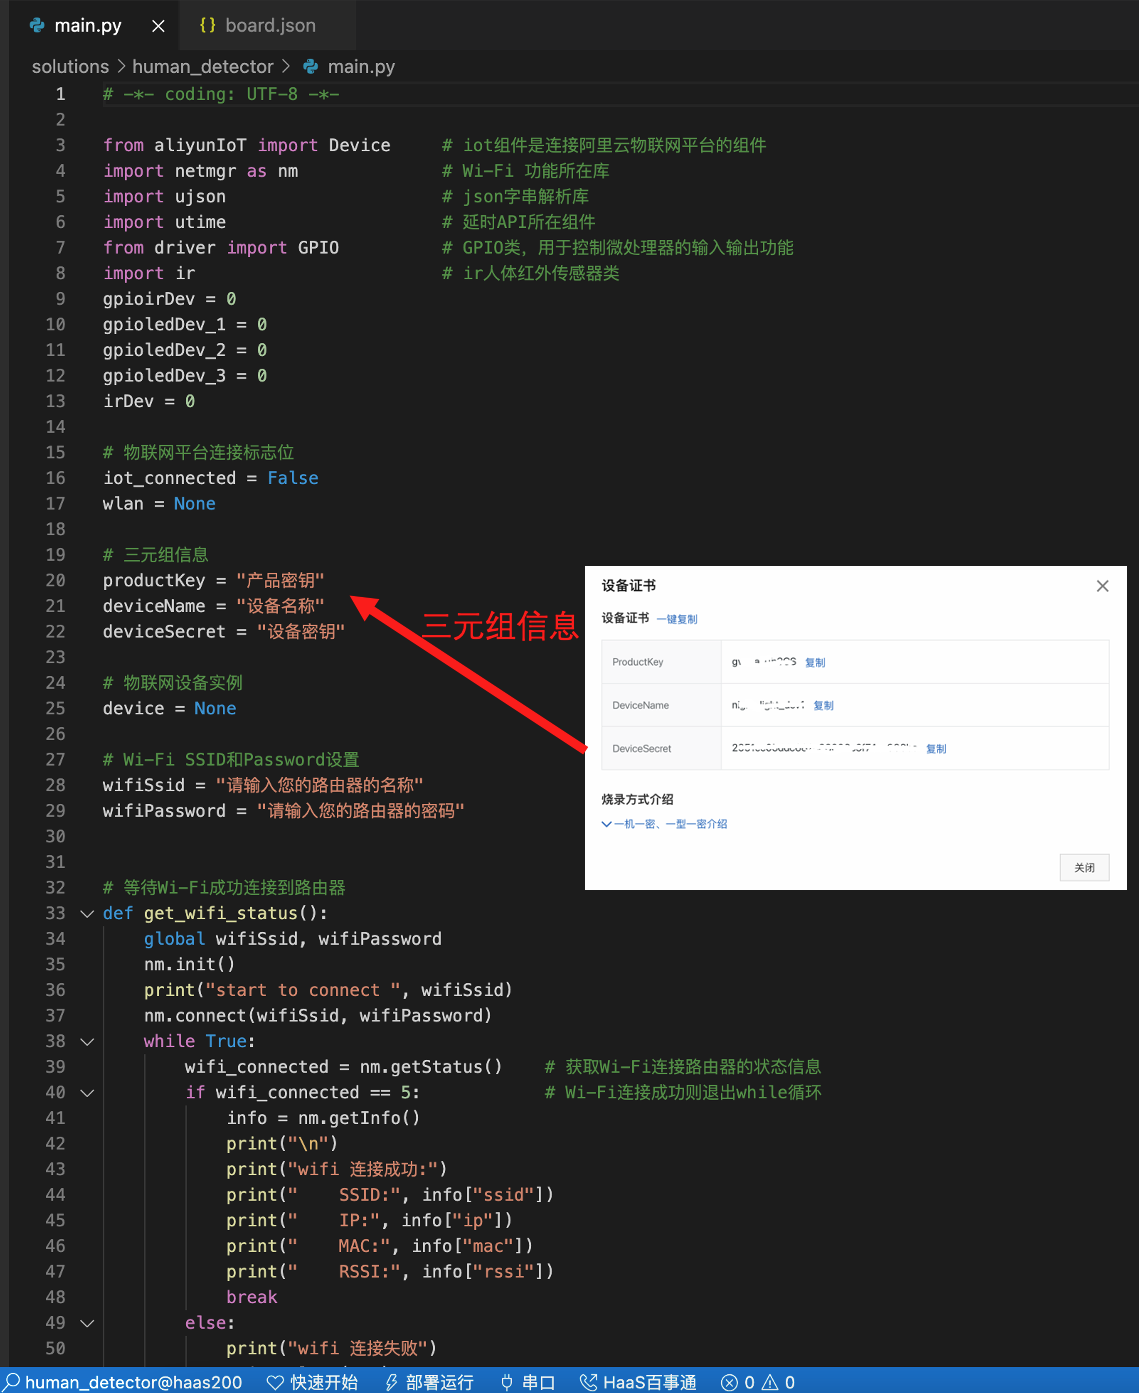 main.py
board.json
solutions > human_detector > main.py
1 # -*- coding: UTF-8 -*-
2
3 from aliyunIoT import Device # iot组件是连接阿里云物联网平台的组件
4 import netmgr as nm # Wi-Fi 功能所在库
5 import ujson # json字串解析库
6 import utime # 延时API所在组件
7 from driver import GPIO # GPIO类，用于控制微处理器的输入输出功能
8 import ir # ir人体红外传感器类
9 gpioirDev = 0
10 gpioledDev_1 = 0
11 gpioledDev_2 = 0
12 gpioledDev_3 = 0
13 irDev = 0
14
15 # 物联网平台连接标志位
16 iot_connected = False
17 wlan = None
18
19 # 三元组信息
20 productKey = "产品密钥"
21 deviceName = "设备名称"
22 deviceSecret = "设备密钥"
23
24 # 物联网设备实例
25 device = None
26
27 # Wi-Fi SSID和Password设置
28 wifiSsid = "请输入您的路由器的名称"
29 wifiPassword = "请输入您的路由器的密码"
30
31
32 # 等待Wi-Fi成功连接到路由器
33 def get_wifi_status():
34     global wifiSsid, wifiPassword
35     nm.init()
36     print("start to connect ", wifiSsid)
37     nm.connect(wifiSsid, wifiPassword)
38     while True:
39         wifi_connected = nm.getStatus() # 获取Wi-Fi连接路由器的状态信息
40         if wifi_connected == 5: # Wi-Fi连接成功则退出while循环
41             info = nm.getInfo()
42             print("\n")
43             print("wifi 连接成功:")
44             print("    SSID:", info["ssid"])
45             print("    IP:", info["ip"])
46             print("    MAC:", info["mac"])
47             print("    RSSI:", info["rssi"])
48             break
49         else:
50             print("wifi 连接失败")
三元组信息
设备证书
设备证书 一键复制
ProductKey 复制
DeviceName 复制
DeviceSecret 复制
烧录方式介绍
一机一密、一型一密介绍
关闭
human_detector@haas200 快速开始 部署运行 串口 HaaS百事通 0 0